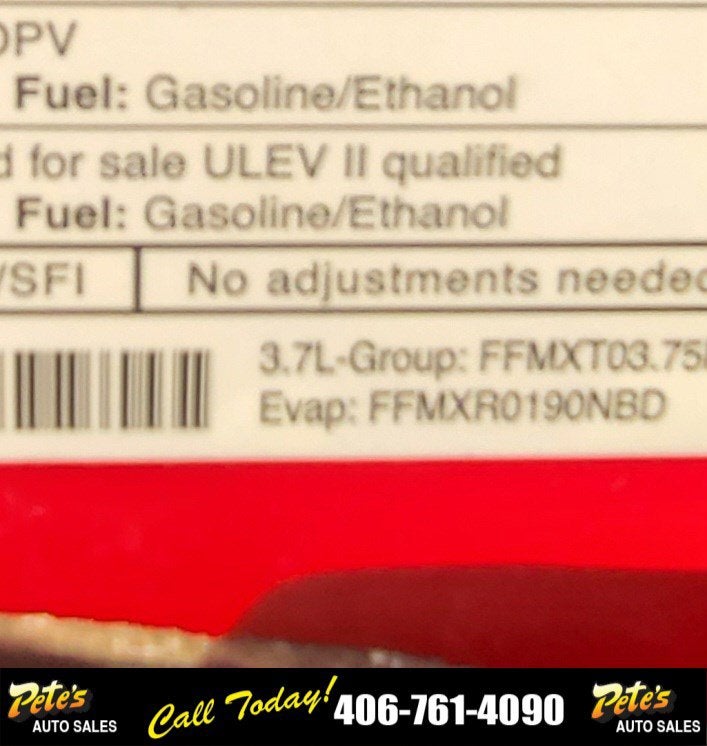 OPV
Fuel: Gasoline/Ethanol
d for sale ULEV II qualified
Fuel: Gasoline/Ethanol
/SFI No adjustments needed
3.7L-Group: FFMXT03.75
Evap: FFMXR0190NBD
Pete's AUTO SALES Call Today! 406-761-4090 Pete's AUTO SALES